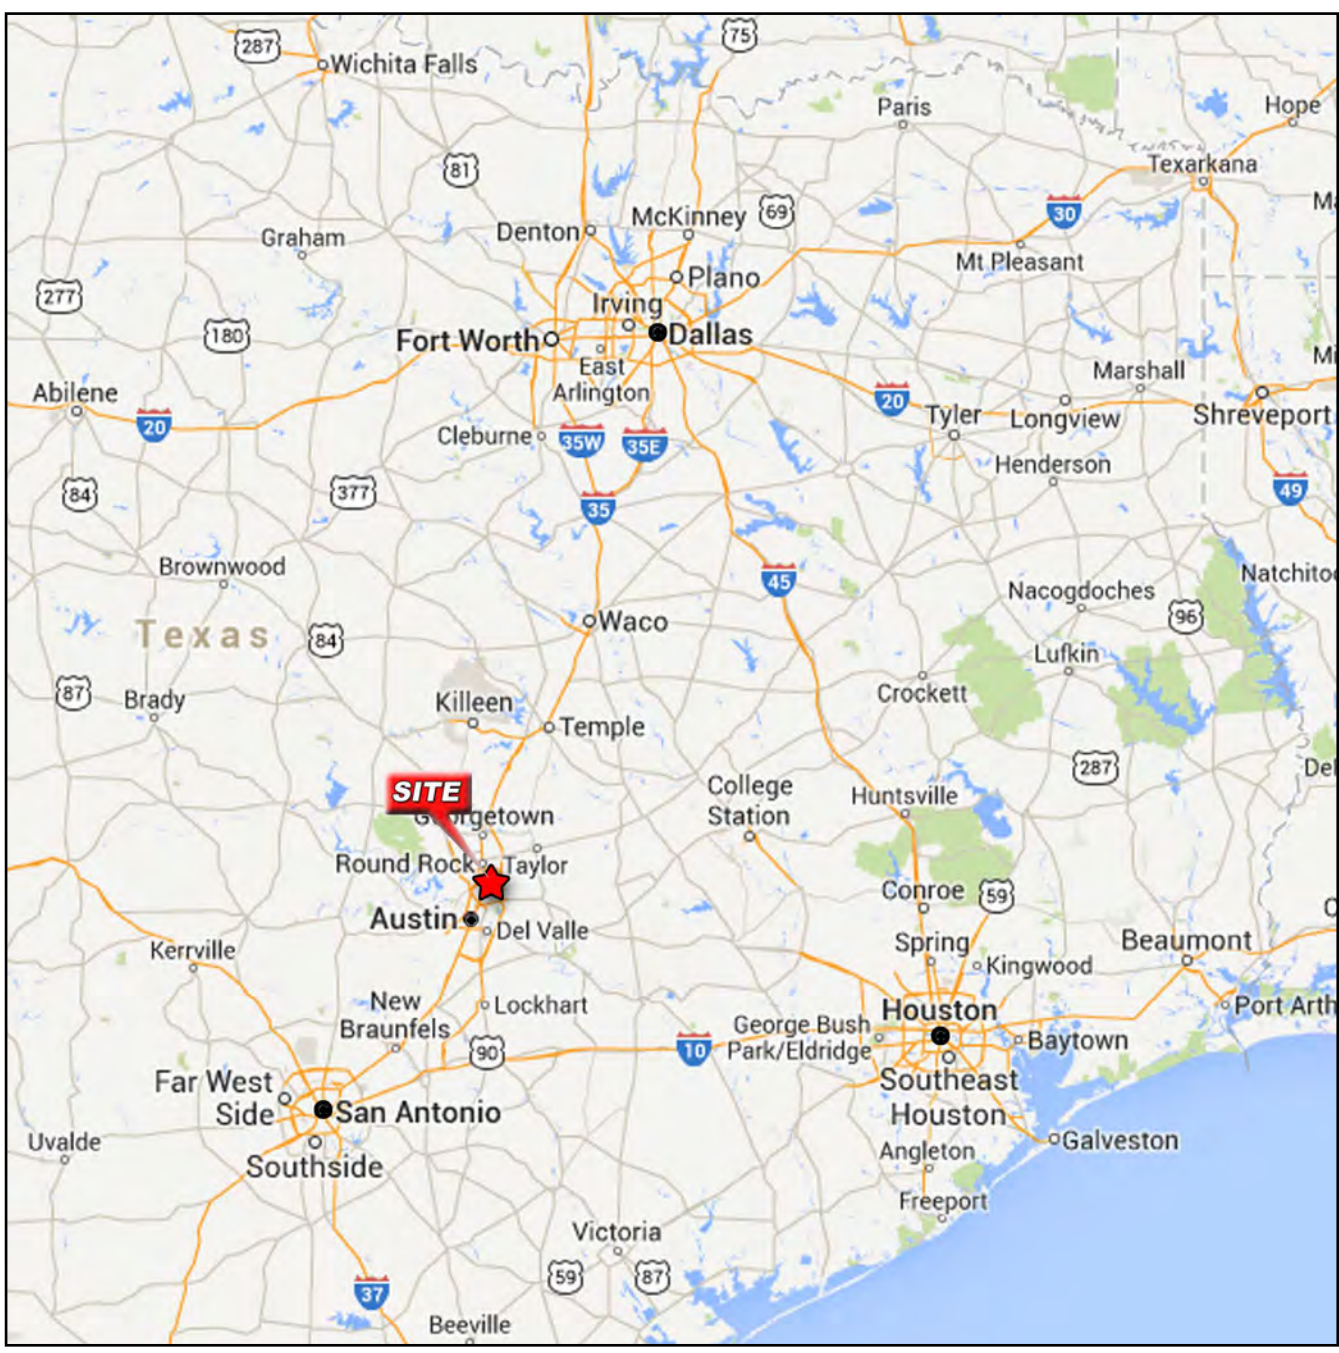 75
287
Wichita Falls
Paris
Hope
Texarkana
81
69
30
McKinney
Denton
Graham
Mt Pleasant
Plano
277
Irving
180
Fort Worth
Dallas
East
Arlington
Marshall
Abilene
20
20
Tyler
Longview
Shreveport
Cleburne
35W
35E
Henderson
84
377
35
49
Brownwood
45
Natchito
Nacogdoches
96
Texas
84
Waco
Lufkin
87
Brady
Killeen
Crockett
Temple
287
Del
SITE
College
Station
Huntsville
Georgetown
Round Rock
Taylor
Conroe
59
Austin
Del Valle
Kerrville
Spring
Kingwood
Beaumont
New
Braunfels
Lockhart
Houston
Port Arth
George Bush
Park/Eldridge
Baytown
90
10
Far West
Side
San Antonio
Southeast
Houston
Uvalde
Southside
Galveston
Angleton
Freeport
Victoria
59
87
37
Beeville